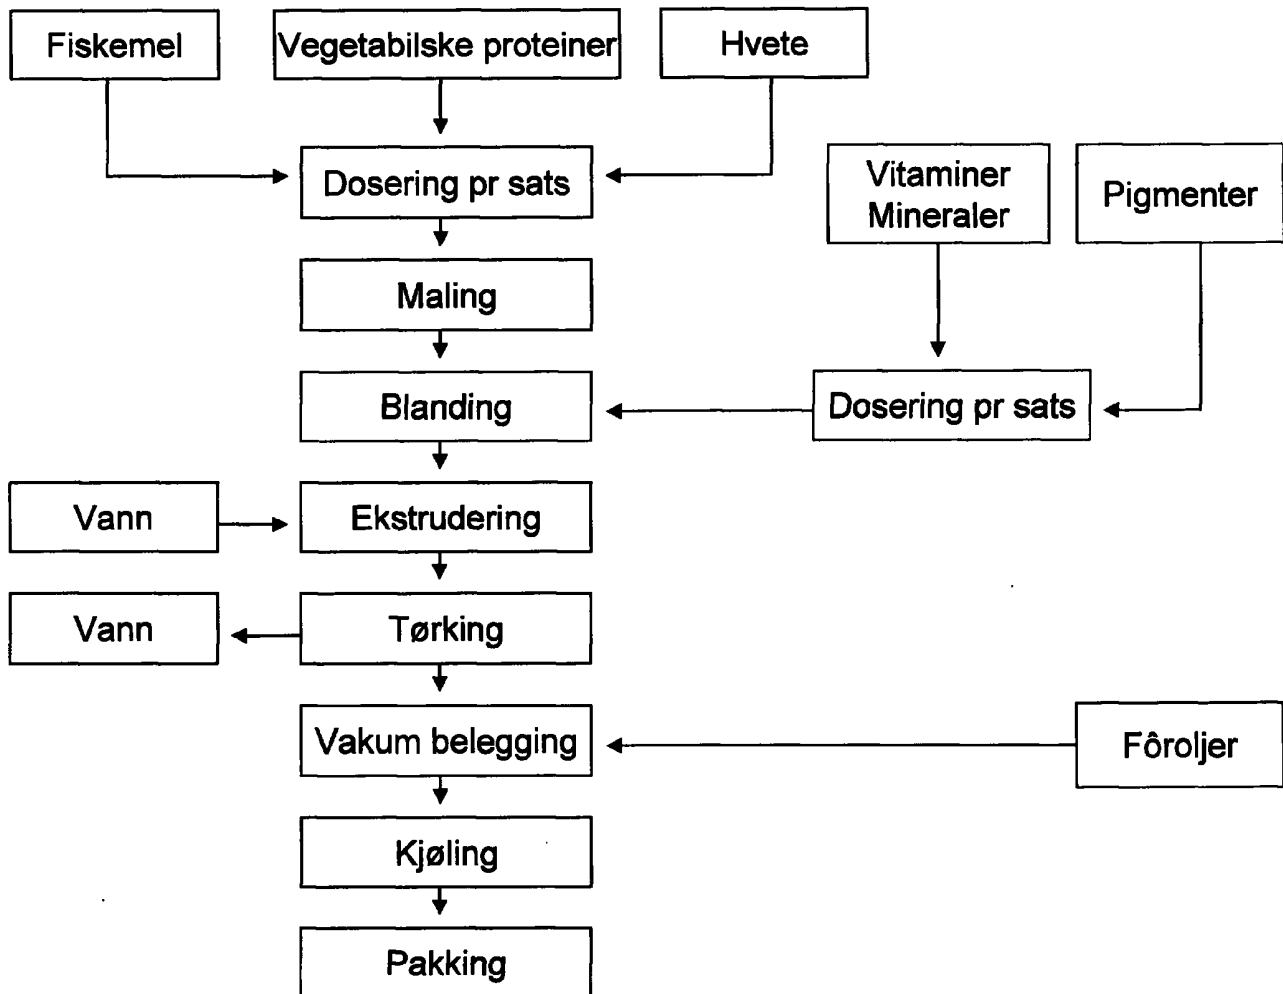 Fiskemel
Vegetabilske proteiner
Hvete
Dosering pr sats
Vitaminer
Mineraler
Pigmenter
Maling
Blanding
Dosering pr sats
Vann
Ekstrudering
Vann
Tørking
Vakum belegging
Fôroljer
Kjøling
Pakking